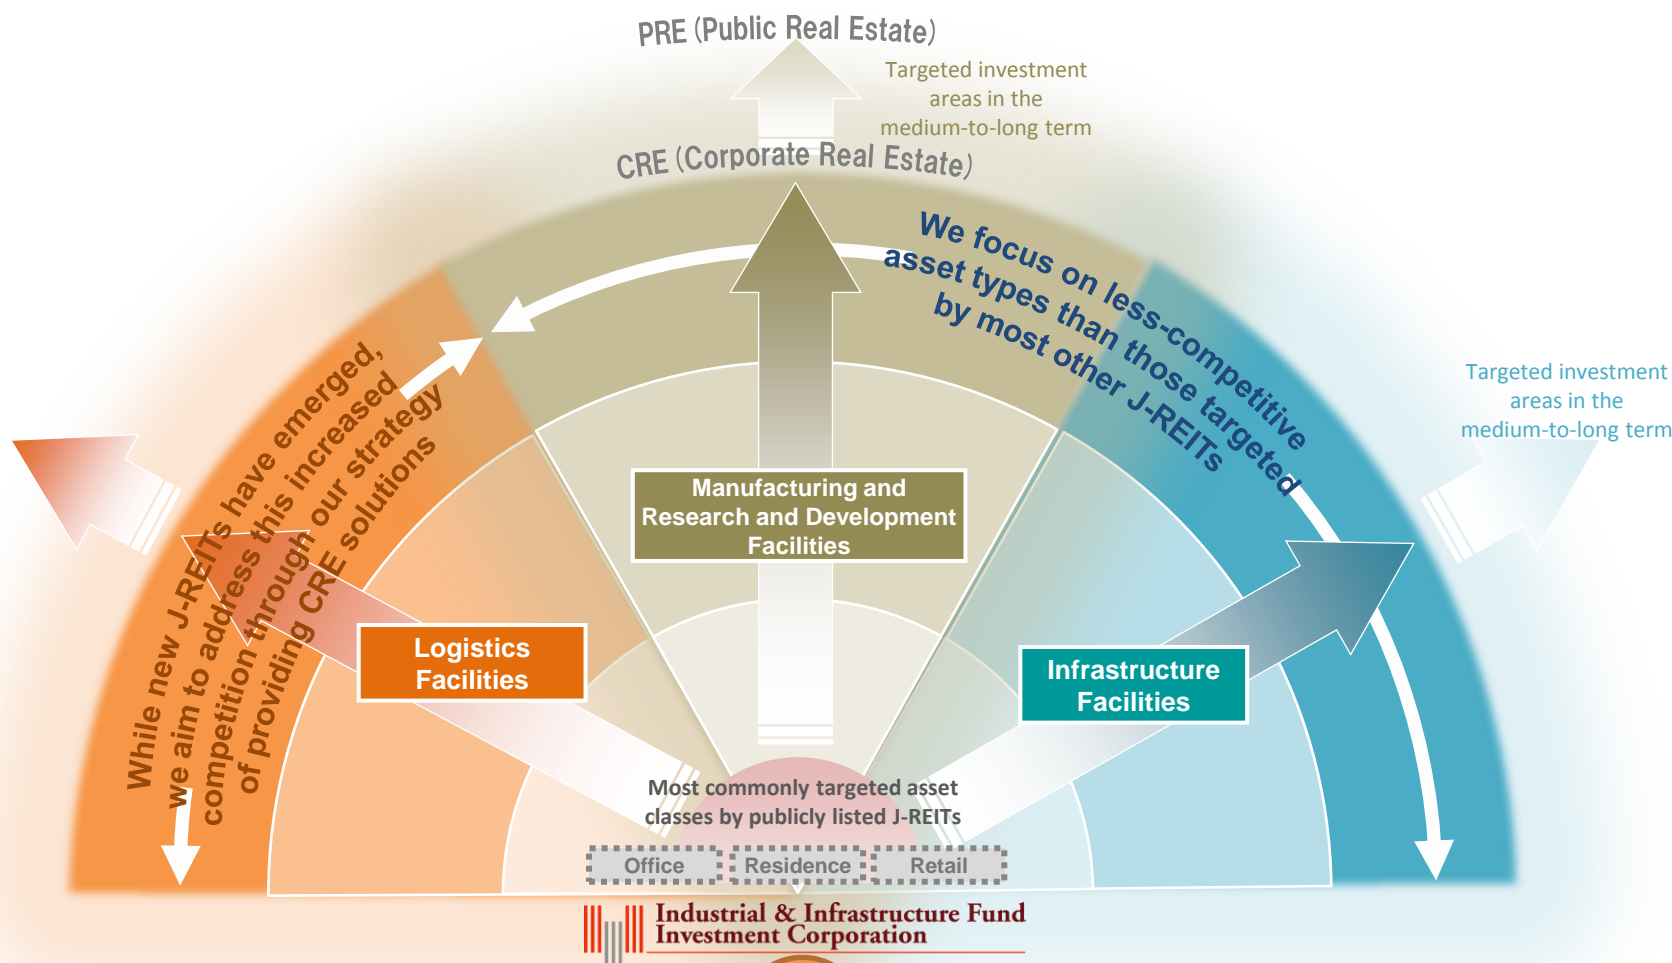 PRE (Public Real Estate)
Targeted investment
areas in the
medium-to-long term
CRE (Corporate Real Estate)
We focus on less-competitive
asset types than those targeted
by most other J-REITs
While new J-REITs have emerged,
we aim to address this increased
competition through our strategy
of providing CRE solutions
Targeted investment
areas in the
medium-to-long term
Manufacturing and
Research and Development
Facilities
Logistics
Facilities
Infrastructure
Facilities
Most commonly targeted asset
classes by publicly listed J-REITs
Office
Residence
Retail
Industrial & Infrastructure Fund
Investment Corporation